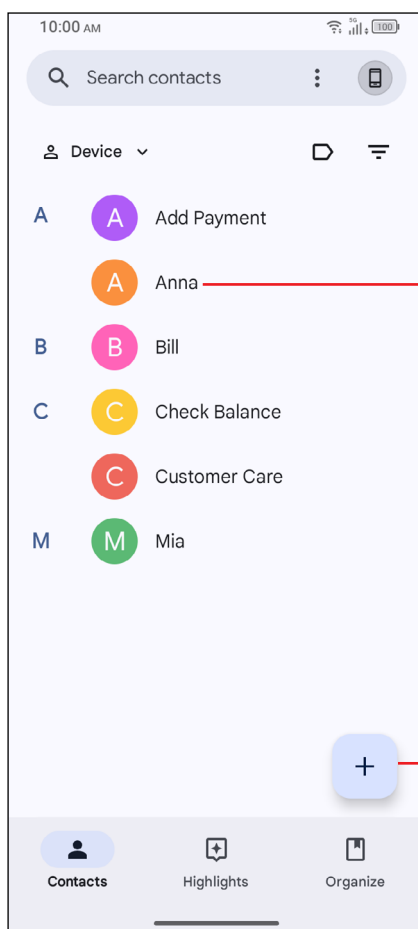 10:00 AM 5G 100
Search contacts
Device
A A Add Payment
A Anna
B B Bill
C C Check Balance
C Customer Care
M M Mia
Contacts Highlights Organize